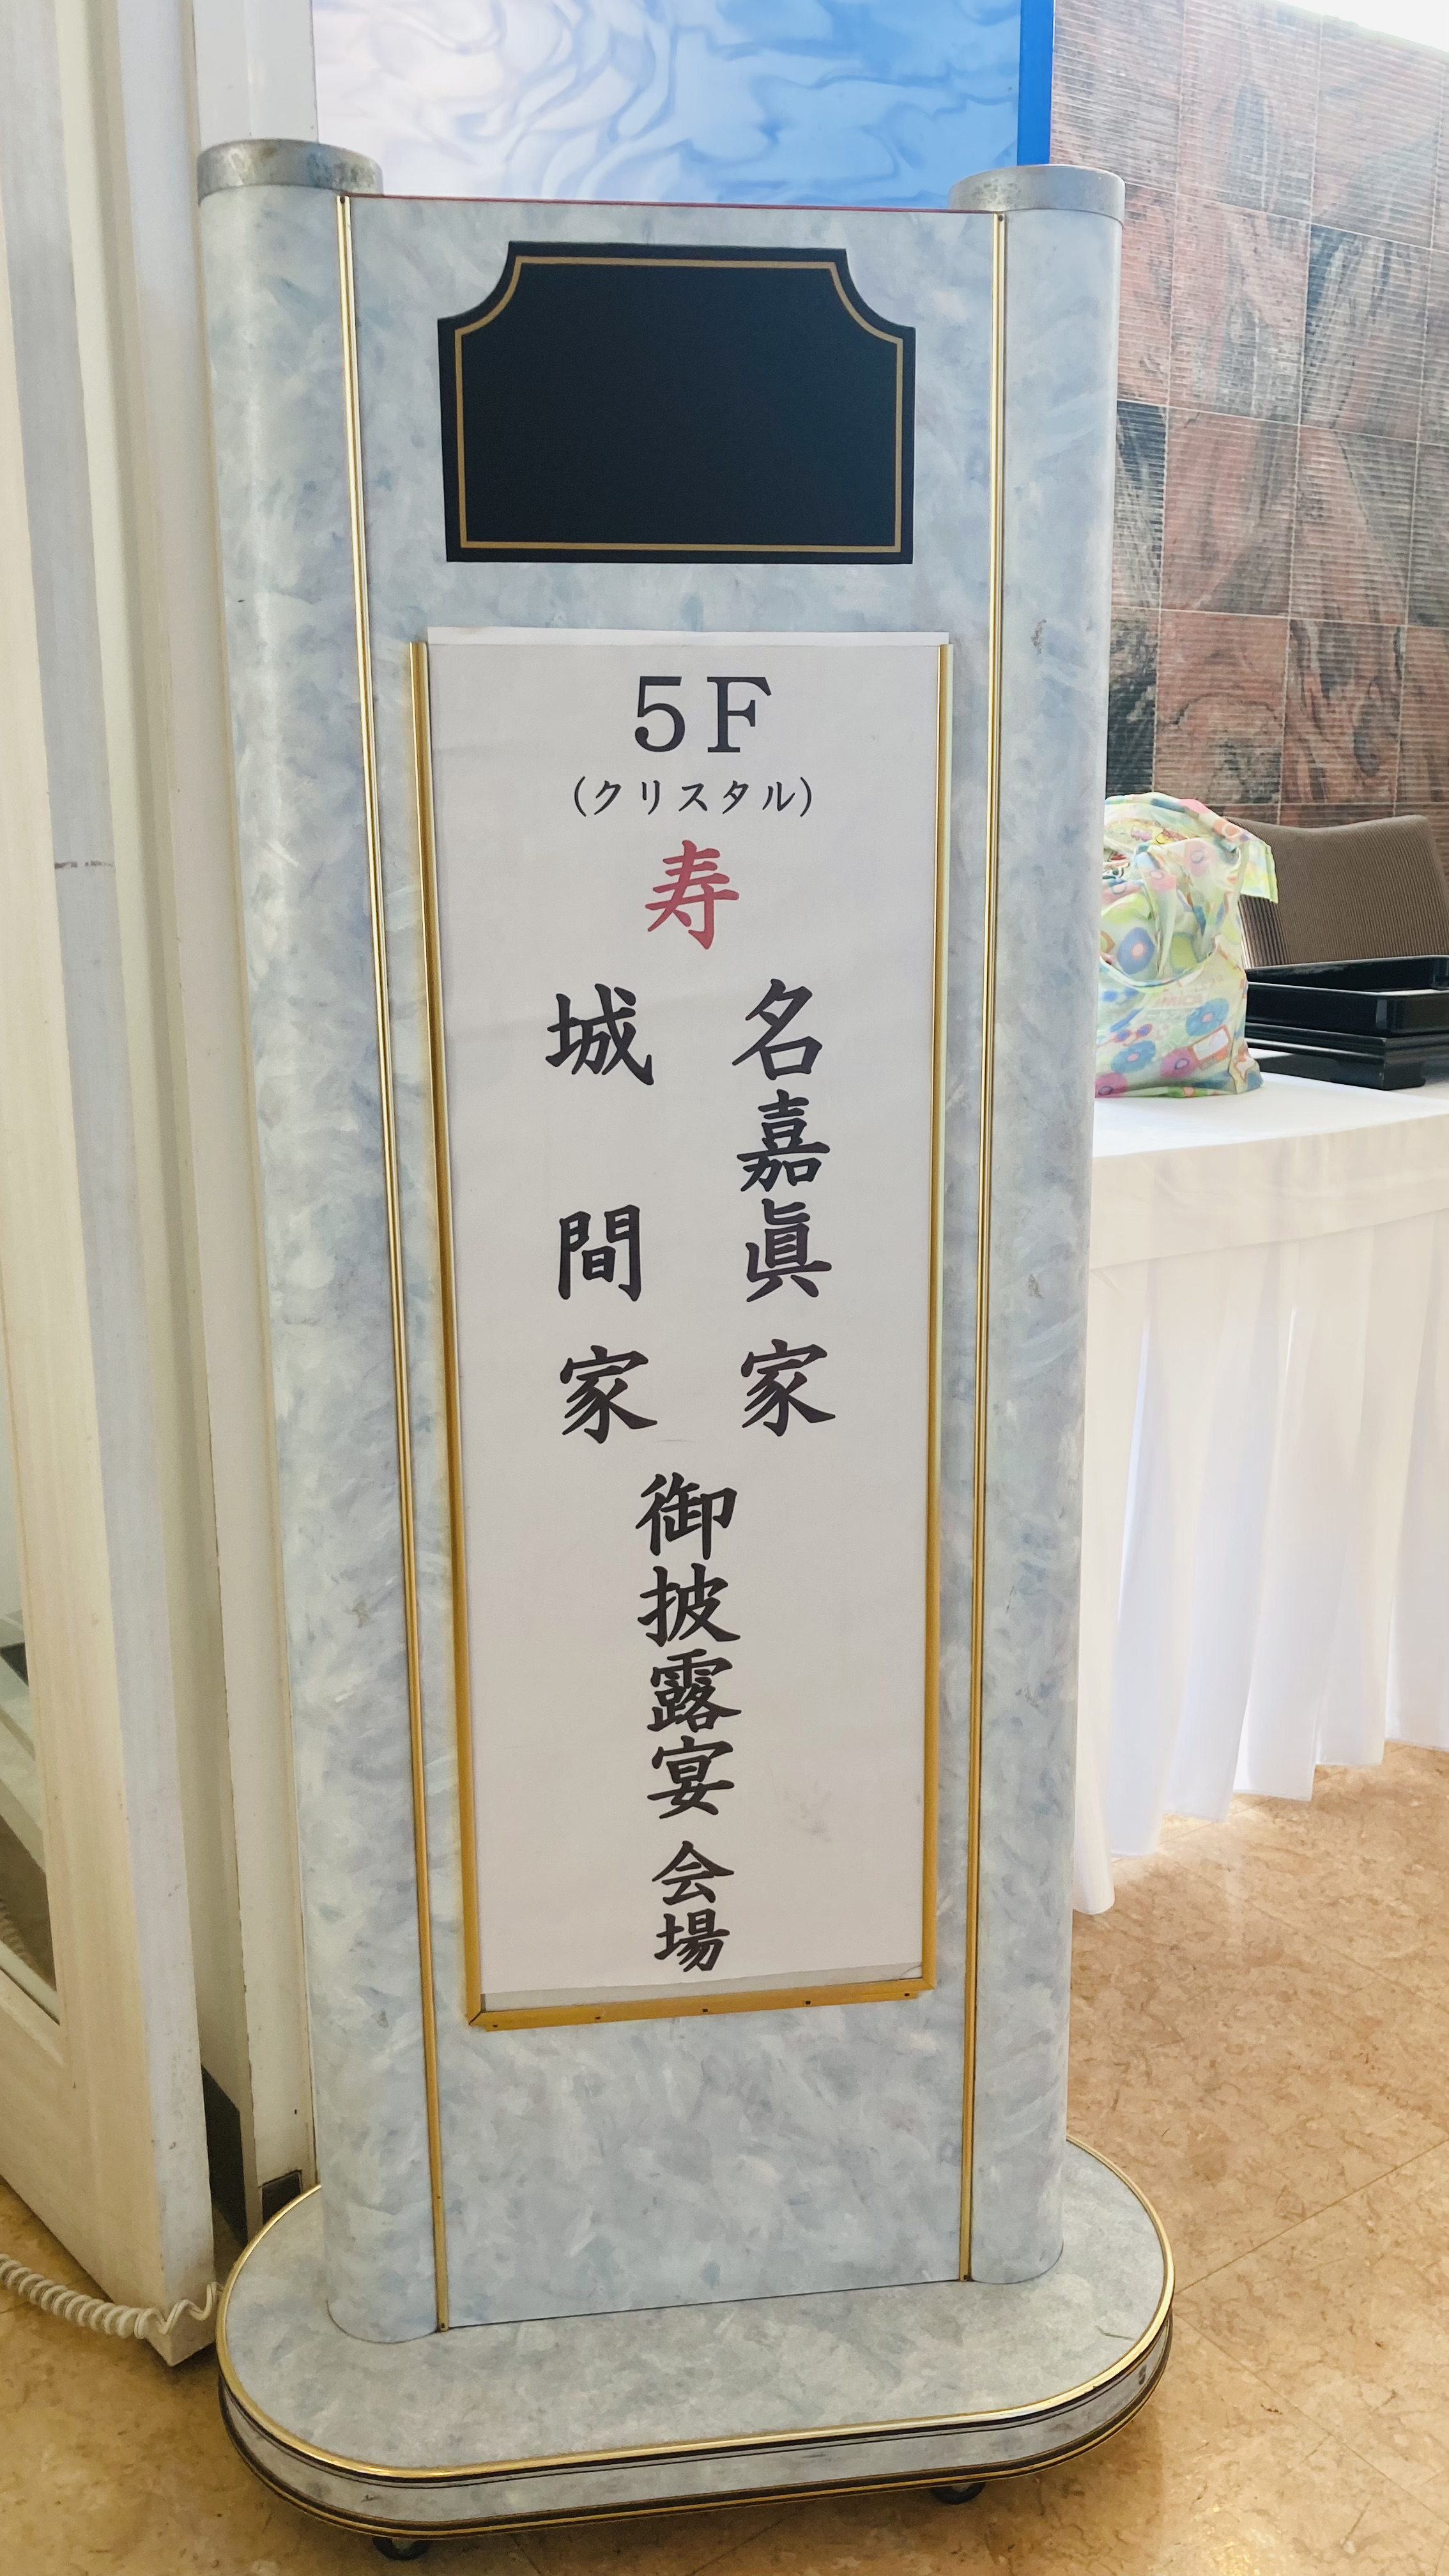 5F
(クリスタル)
寿
名嘉眞家
城間家
御披露宴会場